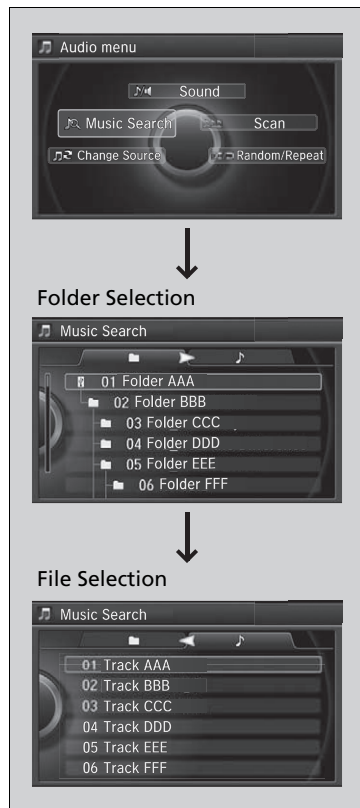 Audio menu
Sound
Music Search
Scan
Change Source
Random/Repeat
Folder Selection
Music Search
01 Folder AAA
02 Folder BBB
03 Folder CCC
04 Folder DDD
05 Folder EEE
06 Folder FFF
File Selection
Music Search
01 Track AAA
02 Track BBB
03 Track CCC
04 Track DDD
05 Track EEE
06 Track FFF